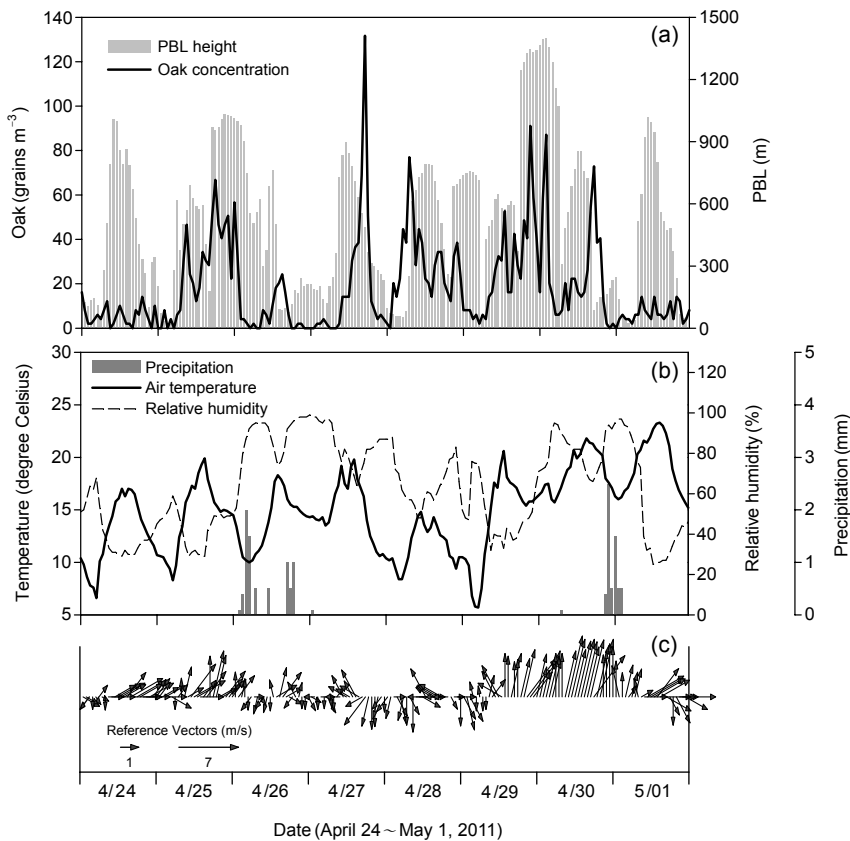 140
120
100
80
60
40
20
0
Oak (grains m⁻³)
PBL height
Oak concentration
(a)
1500
1200
900
600
300
0
PBL (m)
30
25
20
15
10
5
Temperature (degree Celsius)
Precipitation
Air temperature
Relative humidity
(b)
120
100
80
60
40
20
0
Relative humidity (%)
5
4
3
2
1
0
Precipitation (mm)
(c)
Reference Vectors (m/s)
1 7
4/24 4/25 4/26 4/27 4/28 4/29 4/30 5/01
Date (April 24 ~ May 1, 2011)